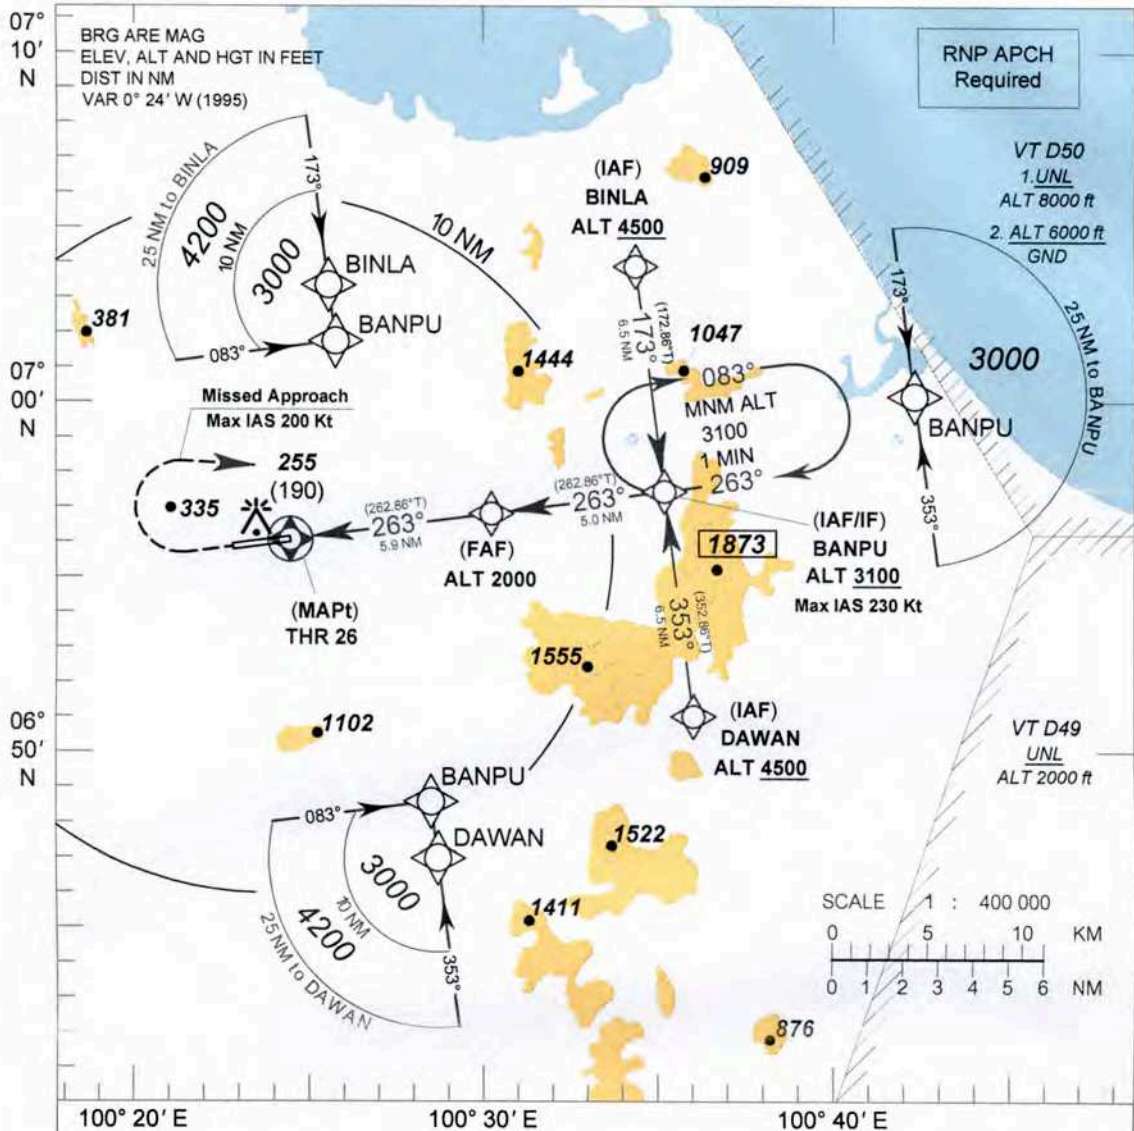 07°
10'
N
BRG ARE MAG
ELEV, ALT AND HGT IN FEET
DIST IN NM
VAR 0° 24' W (1995)
RNP APCH
Required
VT D50
1.UNL
ALT 8000 ft
2. ALT 6000 ft
GND
25 NM to BINLA
4200
10 NM
3000
173°
BINLA
BANPU
083°
10 NM
(IAF)
BINLA
ALT 4500
909
381
1444
(172.86°T)
173°
6.5 NM
1047
173°
3000
25 NM to BANPU
BANPU
353°
07°
00'
N
Missed Approach
Max IAS 200 Kt
083°
MNM ALT
3100
1 MIN
263°
255
(190)
335
(262.86°T)
263°
5.9 NM
(262.86°T)
263°
5.0 NM
(FAF)
ALT 2000
(IAF/IF)
BANPU
ALT 3100
Max IAS 230 Kt
1873
(MAPt)
THR 26
(352.86°T)
353°
6.5 NM
1555
06°
50'
N
1102
(IAF)
DAWAN
ALT 4500
VT D49
UNL
ALT 2000 ft
BANPU
083°
DAWAN
3000
10 NM
4200
25 NM to DAWAN
353°
1522
1411
876
SCALE 1 : 400 000
0 5 10 KM
0 1 2 3 4 5 6 NM
100° 20' E
100° 30' E
100° 40' E